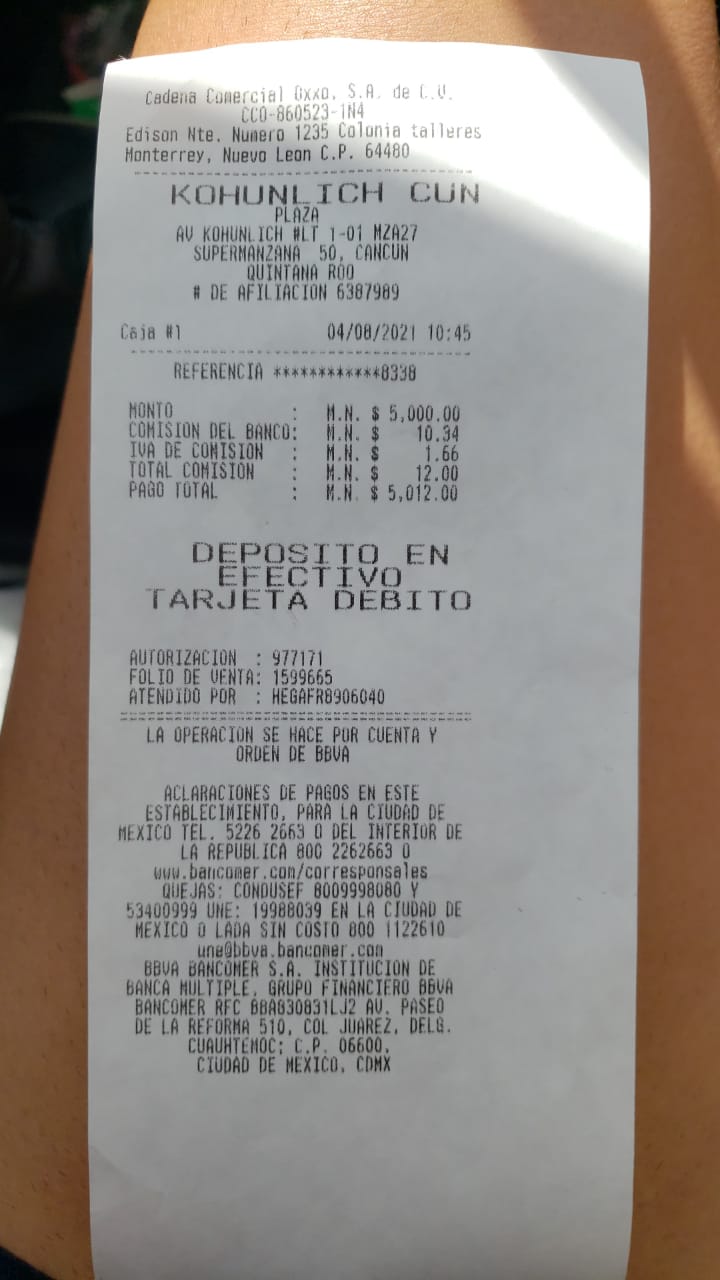 Cadena Comercial Oxxo, S.A. de C.V.
CCO-860523-1N4
Edison Nte. Numero 1235 Colonia talleres
Monterrey, Nuevo Leon C.P. 64480
KOHUNLICH CUN
PLAZA
AV KOHUNLICH #LT 1-01 MZA27
SUPERMANZANA 50, CANCUN
QUINTANA ROO
# DE AFILIACION 6387989
Caja #1 04/08/2021 10:45
REFERENCIA ************8338
MONTO : M.N. $ 5,000.00
COMISION DEL BANCO: M.N. $ 10.34
IVA DE COMISION : M.N. $ 1.66
TOTAL COMISION : M.N. $ 12.00
PAGO TOTAL : M.N. $ 5,012.00
DEPOSITO EN
EFECTIVO
TARJETA DEBITO
AUTORIZACION : 977171
FOLIO DE VENTA: 1599665
ATENDIDO POR : HEGAFR8906040
LA OPERACION SE HACE POR CUENTA Y
ORDEN DE BBVA
ACLARACIONES DE PAGOS EN ESTE
ESTABLECIMIENTO, PARA LA CIUDAD DE
MEXICO TEL. 5226 2663 O DEL INTERIOR DE
LA REPUBLICA 800 2262663 O
www.bancomer.com/corresponsales
QUEJAS: CONDUSEF 8009998080 Y
53400999 UNE: 19988039 EN LA CIUDAD DE
MEXICO O LADA SIN COSTO 800 1122610
une@bbva.bancomer.com
BBVA BANCOMER S.A. INSTITUCION DE
BANCA MULTIPLE, GRUPO FINANCIERO BBVA
BANCOMER RFC BBA830831LJ2 AV. PASEO
DE LA REFORMA 510, COL JUAREZ, DELG.
CUAUHTEMOC; C.P. 06600,
CIUDAD DE MEXICO, CDMX